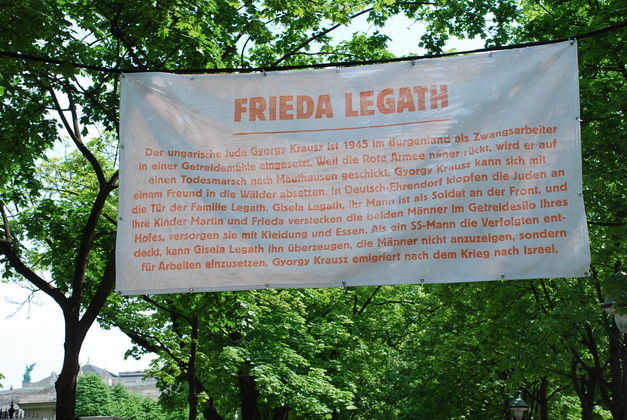 FRIEDA LEGATH
Der ungarische Jude Gyorgy Krausz ist 1945 im Burgenland als Zwangsarbeiter
in einer Getreidemühle eingesetzt. Weil die Rote Armee näher rückt, wird er auf
einen Todesmarsch nach Mauthausen geschickt. Gyorgy Krausz kann sich mit
einem Freund in die Wälder absetzen. In Deutsch-Ehrendorf klopfen die Juden an
die Tür der Familie Legath. Gisela Legath, ihr Mann ist als Soldat an der Front, und
ihre Kinder Martin und Frieda verstecken die beiden Männer im Getreidesilo ihres
Hofes, versorgen sie mit Kleidung und Essen. Als ein SS-Mann die Verfolgten ent-
deckt, kann Gisela Legath ihn überzeugen, die Männer nicht anzuzeigen, sondern
für Arbeiten einzusetzen. Gyorgy Krausz emigriert nach dem Krieg nach Israel.